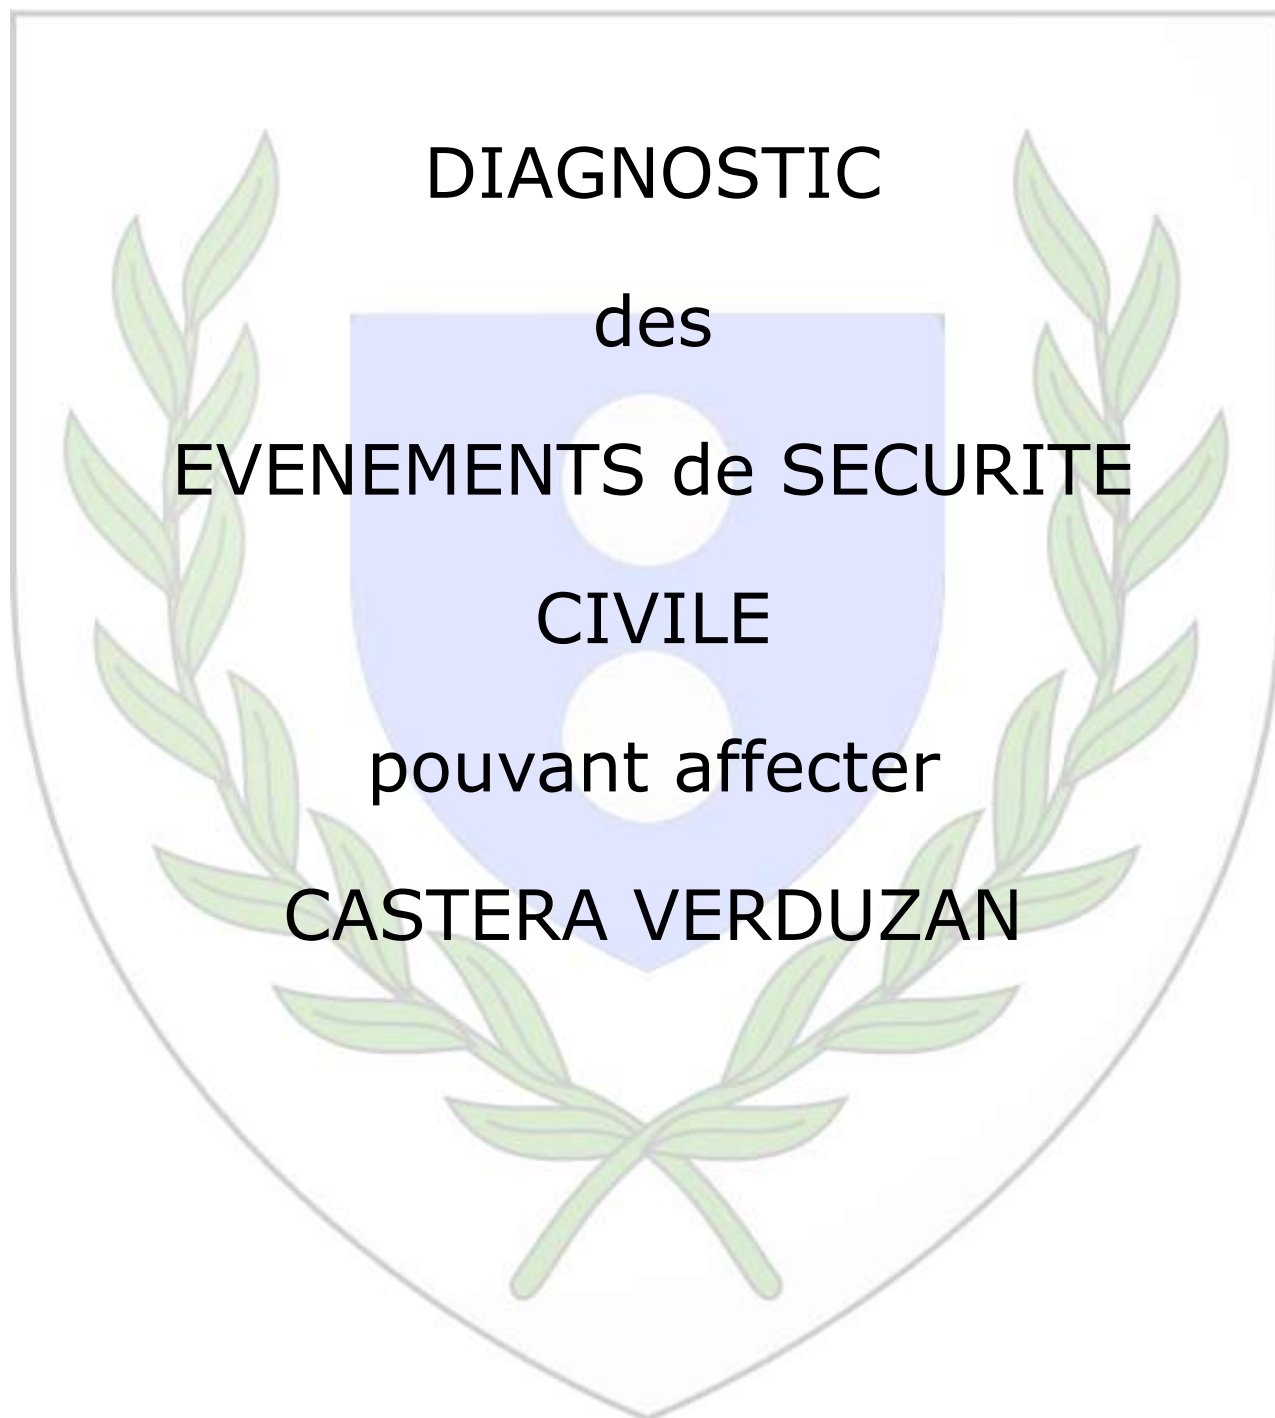 DIAGNOSTIC
des
EVENEMENTS de SECURITE
CIVILE
pouvant affecter
CASTERA VERDUZAN